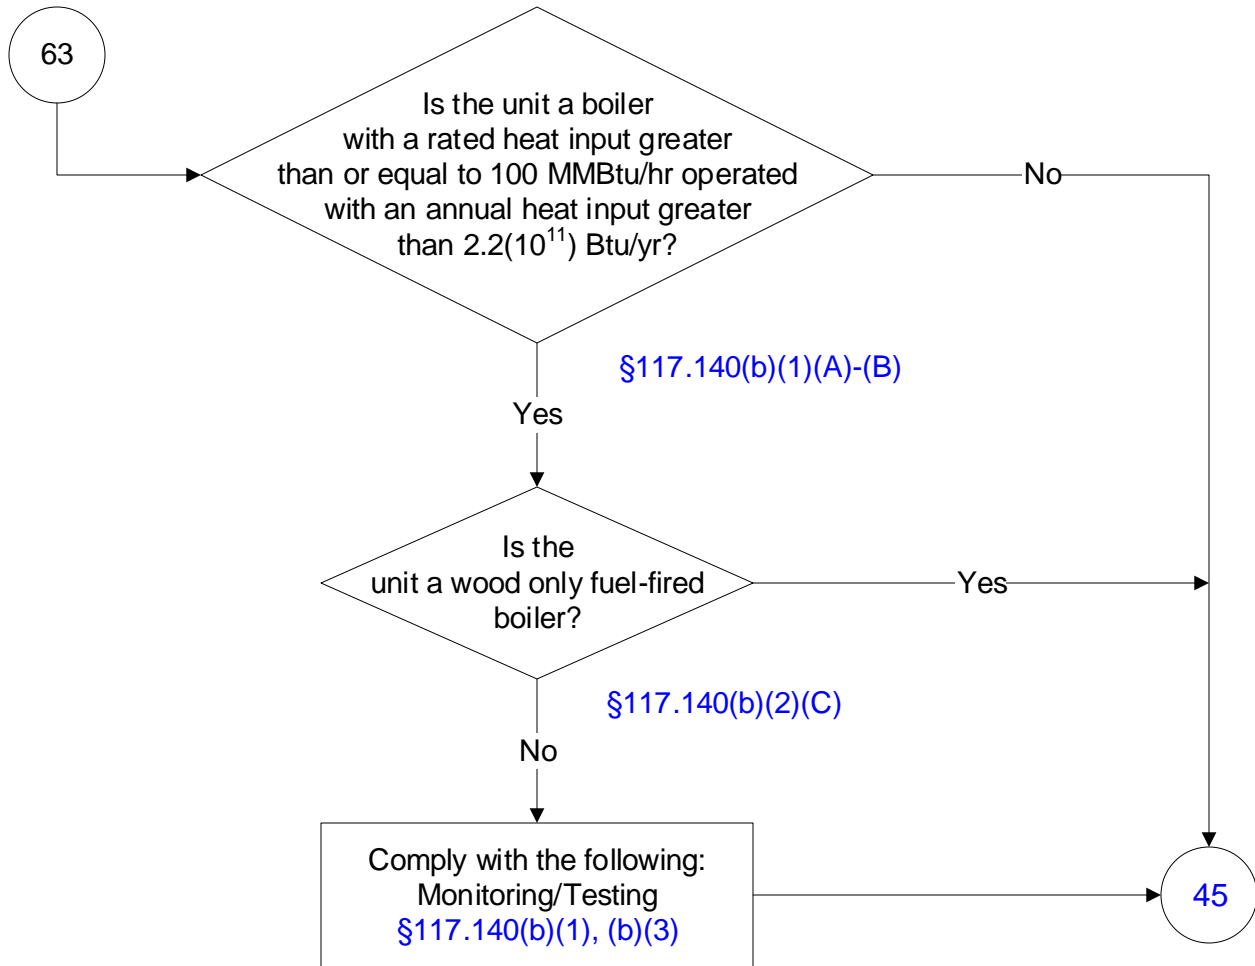 63
Is the unit a boiler
with a rated heat input greater
than or equal to 100 MMBtu/hr operated
with an annual heat input greater
than 2.2(10¹¹) Btu/yr?
No
§117.140(b)(1)(A)-(B)
Yes
Is the
unit a wood only fuel-fired
boiler?
Yes
§117.140(b)(2)(C)
No
Comply with the following:
Monitoring/Testing
§117.140(b)(1), (b)(3)
45